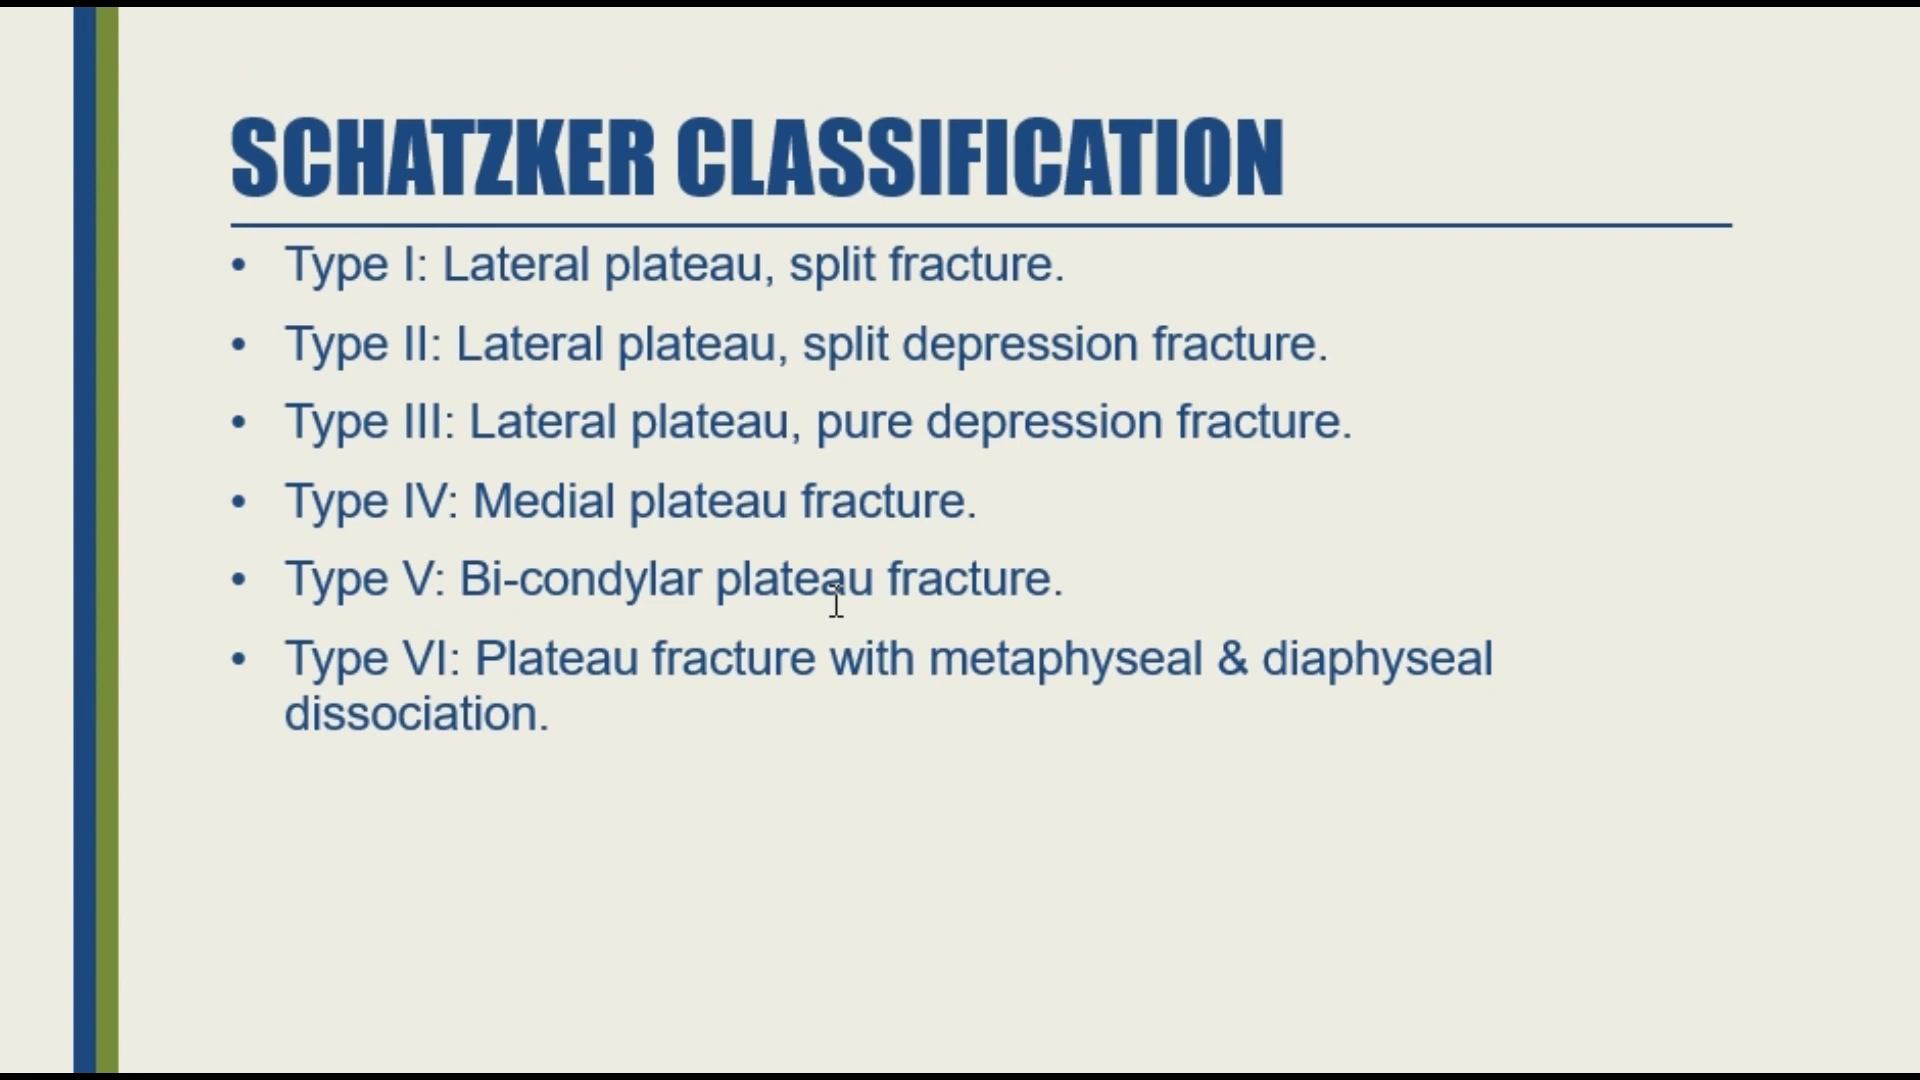 SCHATZKER CLASSIFICATION
• Type I: Lateral plateau, split fracture.
• Type II: Lateral plateau, split depression fracture.
• Type III: Lateral plateau, pure depression fracture.
• Type IV: Medial plateau fracture.
• Type V: Bi-condylar plateau fracture.
• Type VI: Plateau fracture with metaphyseal & diaphyseal
dissociation.